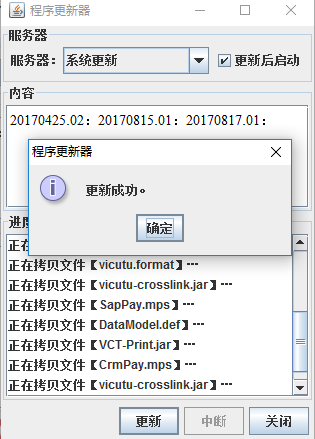 程序更新器
服务器
服务器： 系统更新 更新后启动
内容
20170425.02：20170815.01：20170817.01：
程序更新器
更新成功。
确定
进度
正在拷贝文件【vicutu.format】---
正在拷贝文件【vicutu-crosslink.jar】---
正在拷贝文件【SapPay.mps】---
正在拷贝文件【DataModel.def】---
正在拷贝文件【VCT-Print.jar】---
正在拷贝文件【CrmPay.mps】---
正在拷贝文件【vicutu-crosslink.jar】---
更新 中断 关闭